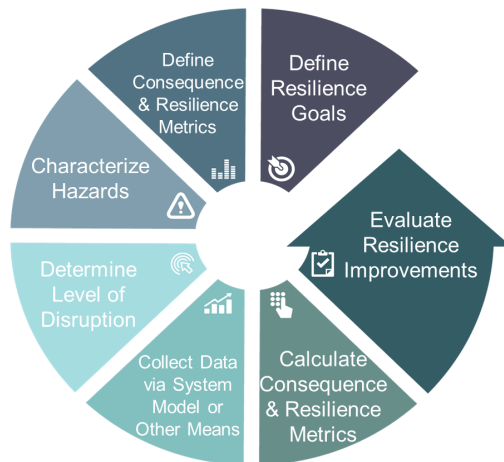 Define
Resilience
Goals
Define
Consequence
& Resilience
Metrics
Characterize
Hazards
Determine
Level of
Disruption
Collect Data
via System
Model or
Other Means
Calculate
Consequence
& Resilience
Metrics
Evaluate
Resilience
Improvements